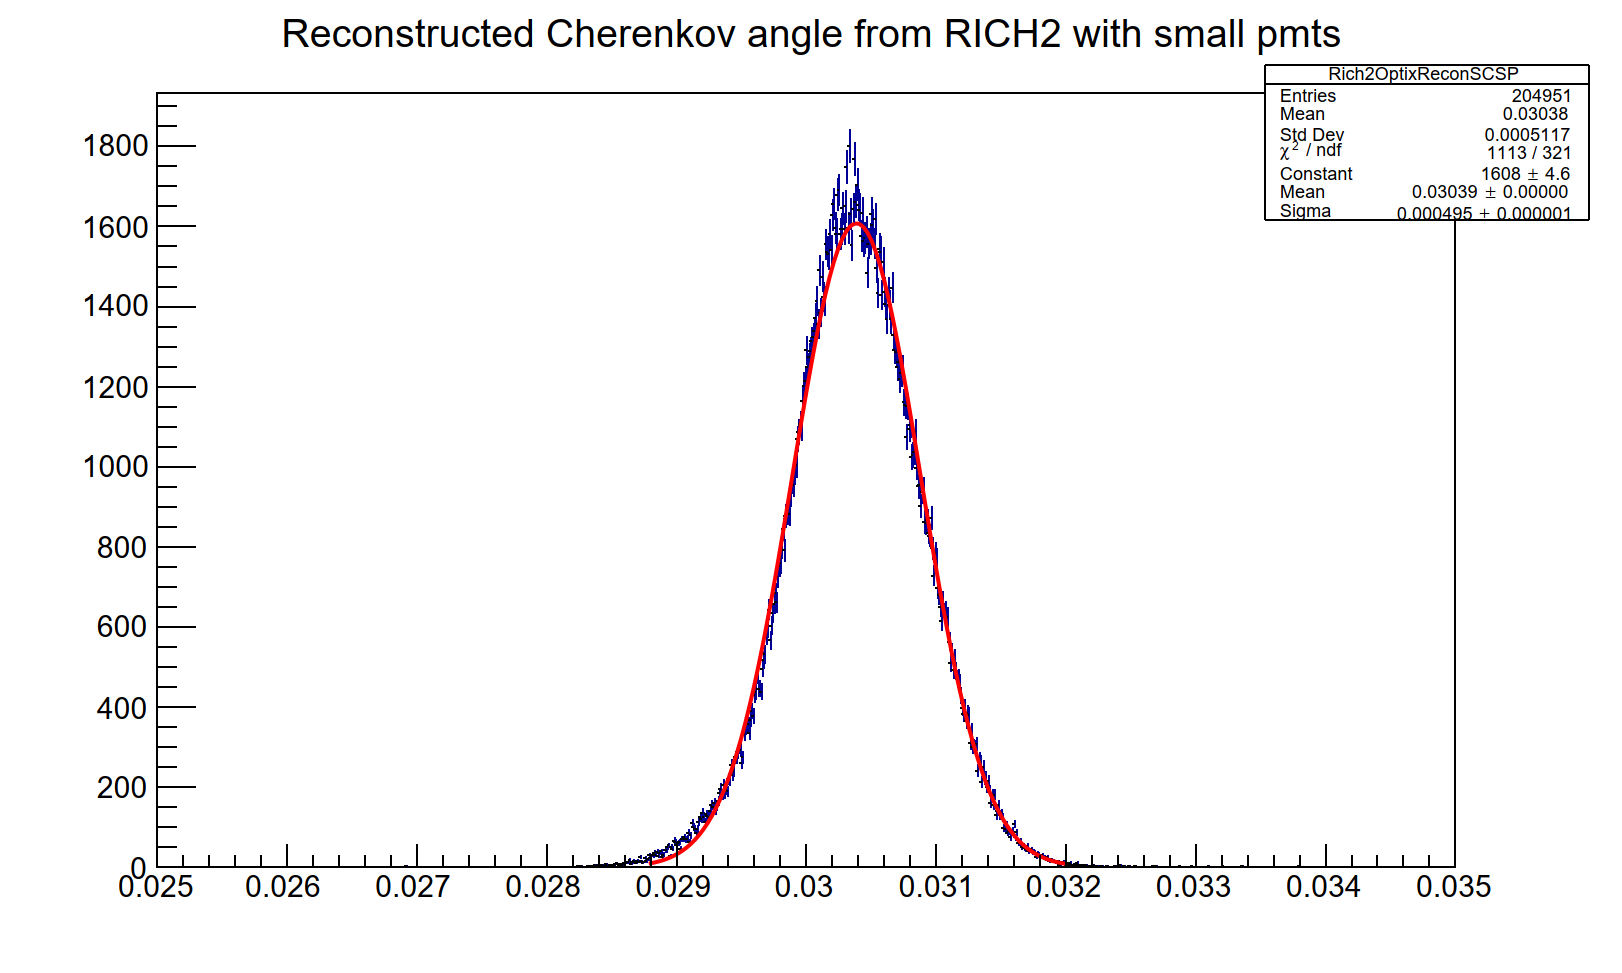 Reconstructed Cherenkov angle from RICH2 with small pmts
Rich2OptixReconSCSP
Entries 204951
Mean 0.03038
Std Dev 0.0005117
χ² / ndf 1113 / 321
Constant 1608 ± 4.6
Mean 0.03039 ± 0.00000
Sigma 0.000495 ± 0.000001
1800
1600
1400
1200
1000
800
600
400
200
0
0.025 0.026 0.027 0.028 0.029 0.03 0.031 0.032 0.033 0.034 0.035